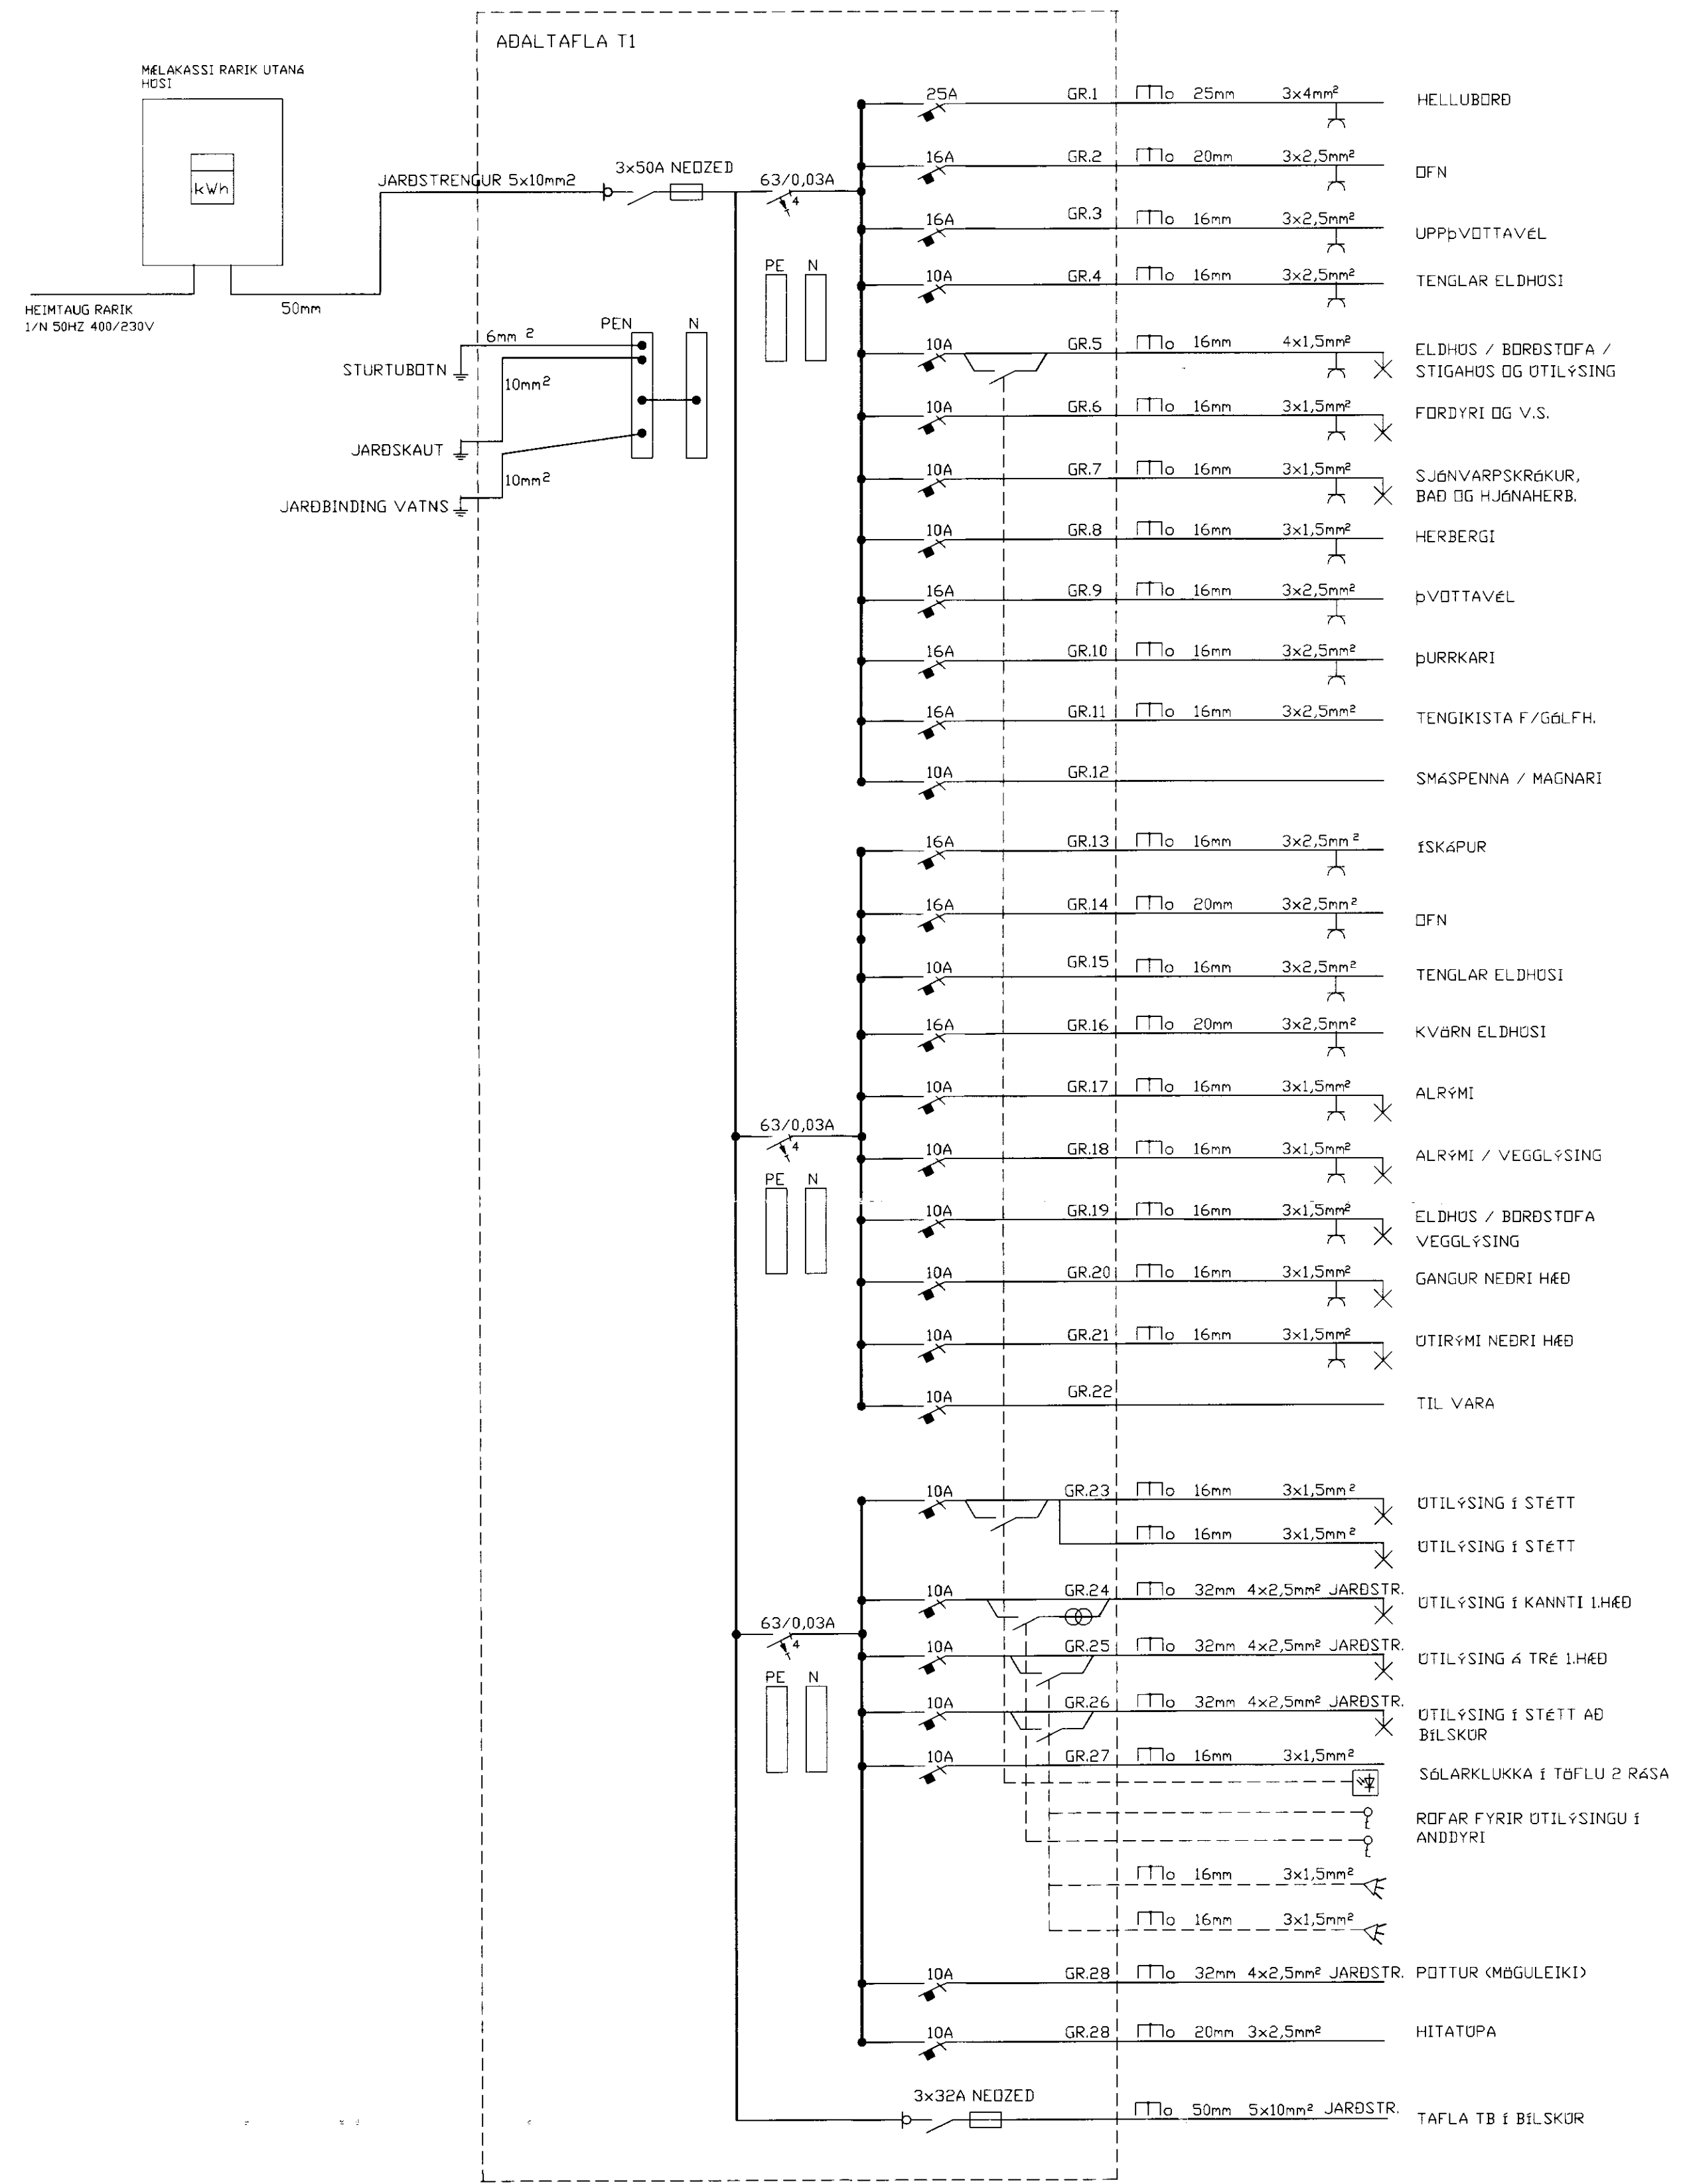 AÐALTAFLA T1
MÆLAKASSI RARIK UTANÁ
HÚSI
kWh
HEIMTAUG RARIK
1/N 50HZ 400/230V
50mm
JARÐSTRENGUR 5x10mm2
3x50A NEOZED
63/0,03A
4
PE N
PEN N
6mm 2
STURTUBOTN
10mm²
JARÐSKAUT
10mm²
JARÐBINDING VATNS
25A GR.1 25mm 3x4mm² HELLUBORÐ
16A GR.2 20mm 3x2,5mm² OFN
16A GR.3 16mm 3x2,5mm² UPPÞVOTTAVÉL
10A GR.4 16mm 3x2,5mm² TENGLAR ELDHÚSI
10A GR.5 16mm 4x1,5mm² ELDHÚS / BORÐSTOFA /
STIGAHÚS OG ÚTILÝSING
10A GR.6 16mm 3x1,5mm² FORDYRI OG V.S.
10A GR.7 16mm 3x1,5mm² SJÓNVARPSKRÓKUR,
BAÐ OG HJÓNAHERB.
10A GR.8 16mm 3x1,5mm² HERBERGI
16A GR.9 16mm 3x2,5mm² ÞVOTTAVÉL
16A GR.10 16mm 3x2,5mm² ÞURRKARI
16A GR.11 16mm 3x2,5mm² TENGIKISTA F/GÓLFH.
10A GR.12 SMÁSPENNA / MAGNARI
16A GR.13 16mm 3x2,5mm² ÍSKÁPUR
16A GR.14 20mm 3x2,5mm² OFN
10A GR.15 16mm 3x2,5mm² TENGLAR ELDHÚSI
16A GR.16 20mm 3x2,5mm² KVÖRN ELDHÚSI
10A GR.17 16mm 3x1,5mm² ALRÝMI
63/0,03A
4
PE N
10A GR.18 16mm 3x1,5mm² ALRÝMI / VEGGLÝSING
10A GR.19 16mm 3x1,5mm² ELDHÚS / BORÐSTOFA
VEGGLÝSING
10A GR.20 16mm 3x1,5mm² GANGUR NEÐRI HÆÐ
10A GR.21 16mm 3x1,5mm² ÚTIRÝMI NEÐRI HÆÐ
10A GR.22 TIL VARA
10A GR.23 16mm 3x1,5mm² ÚTILÝSING Í STÉTT
16mm 3x1,5mm² ÚTILÝSING Í STÉTT
10A GR.24 32mm 4x2,5mm² JARÐSTR. ÚTILÝSING Í KANNTI 1.HÆÐ
63/0,03A
4
PE N
10A GR.25 32mm 4x2,5mm² JARÐSTR. ÚTILÝSING Á TRÉ 1.HÆÐ
10A GR.26 32mm 4x2,5mm² JARÐSTR. ÚTILÝSING Í STÉTT AÐ
BÍLSKÚR
10A GR.27 16mm 3x1,5mm² SÓLARKLUKKA Í TÖFLU 2 RÁSA
ROFAR FYRIR ÚTILÝSINGU Í
ANDDYRI
16mm 3x1,5mm²
16mm 3x1,5mm²
10A GR.28 32mm 4x2,5mm² JARÐSTR. POTTUR (MÖGULEIKI)
10A GR.28 20mm 3x2,5mm² HITATÚPA
3x32A NEOZED 50mm 5x10mm² JARÐSTR. TAFLA TB Í BÍLSKÚR